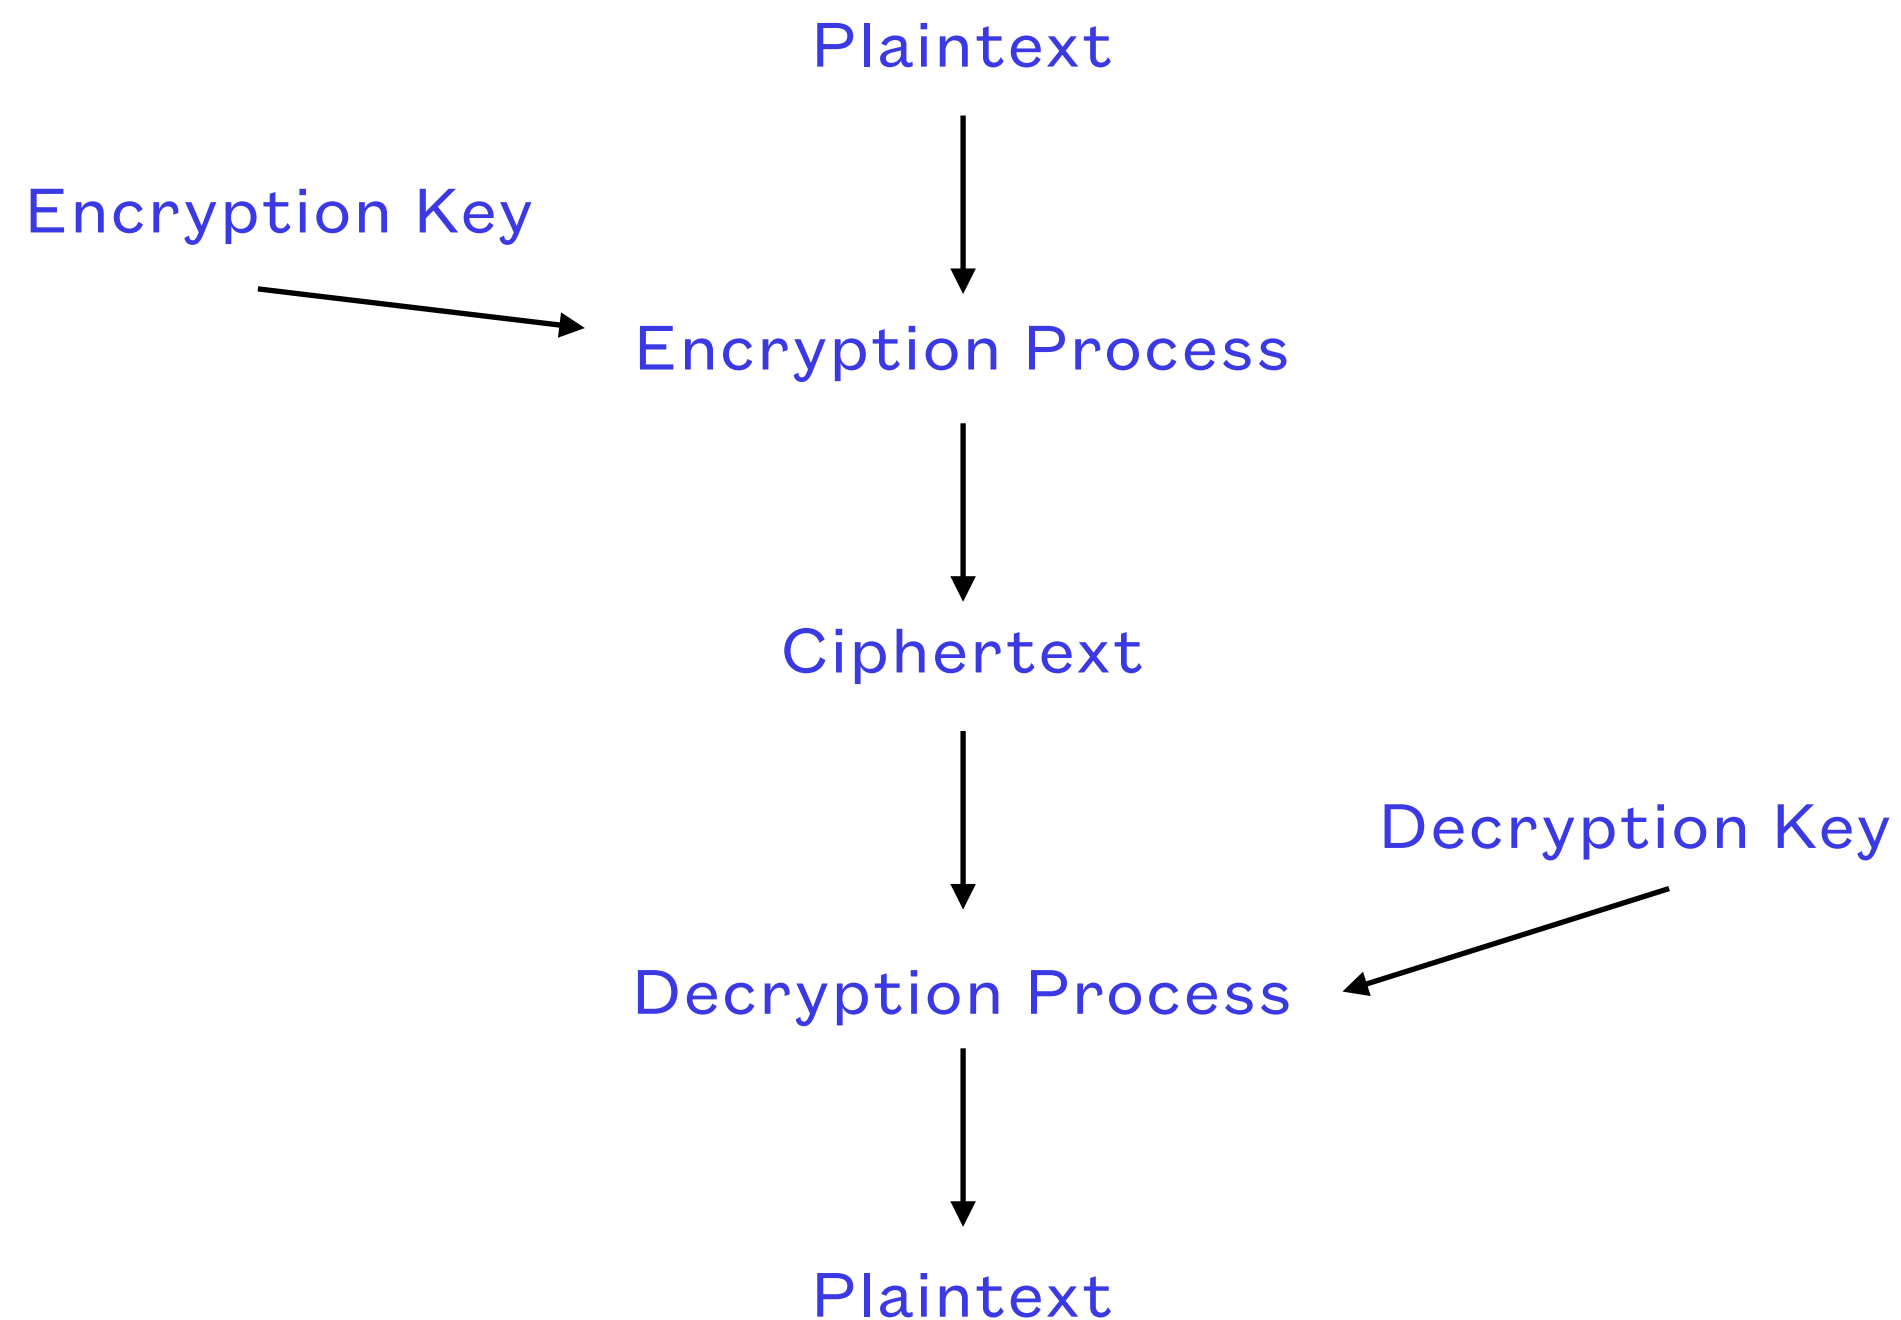 Plaintext
Encryption Key
Encryption Process
Ciphertext
Decryption Key
Decryption Process
Plaintext